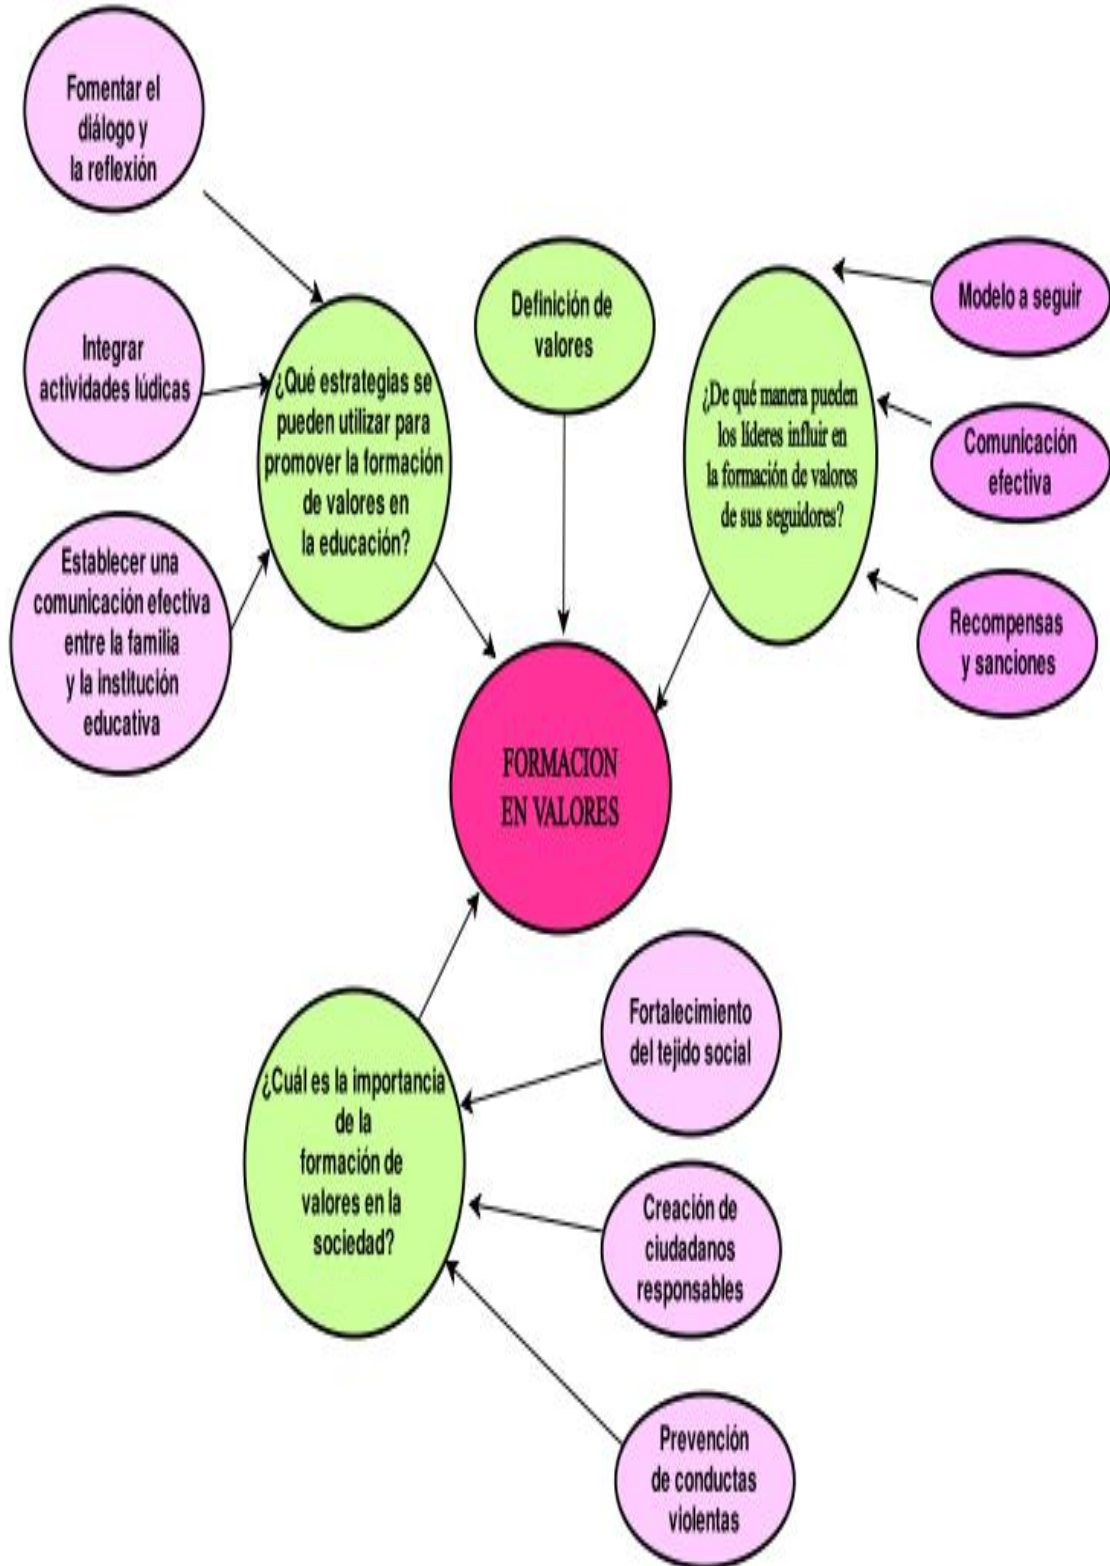 Fomentar el
diálogo y
la reflexión
Integrar
actividades lúdicas
Establecer una
comunicación efectiva
entre la familia
y la institución
educativa
¿Qué estrategias se
pueden utilizar para
promover la formación
de valores en
la educación?
Definición de
valores
¿De qué manera pueden
los líderes influir en
la formación de valores
de sus seguidores?
Modelo a seguir
Comunicación
efectiva
Recompensas
y sanciones
FORMACION
EN VALORES
¿Cuál es la importancia
de la
formación de
valores en la
sociedad?
Fortalecimiento
del tejido social
Creación de
ciudadanos
responsables
Prevención
de conductas
violentas